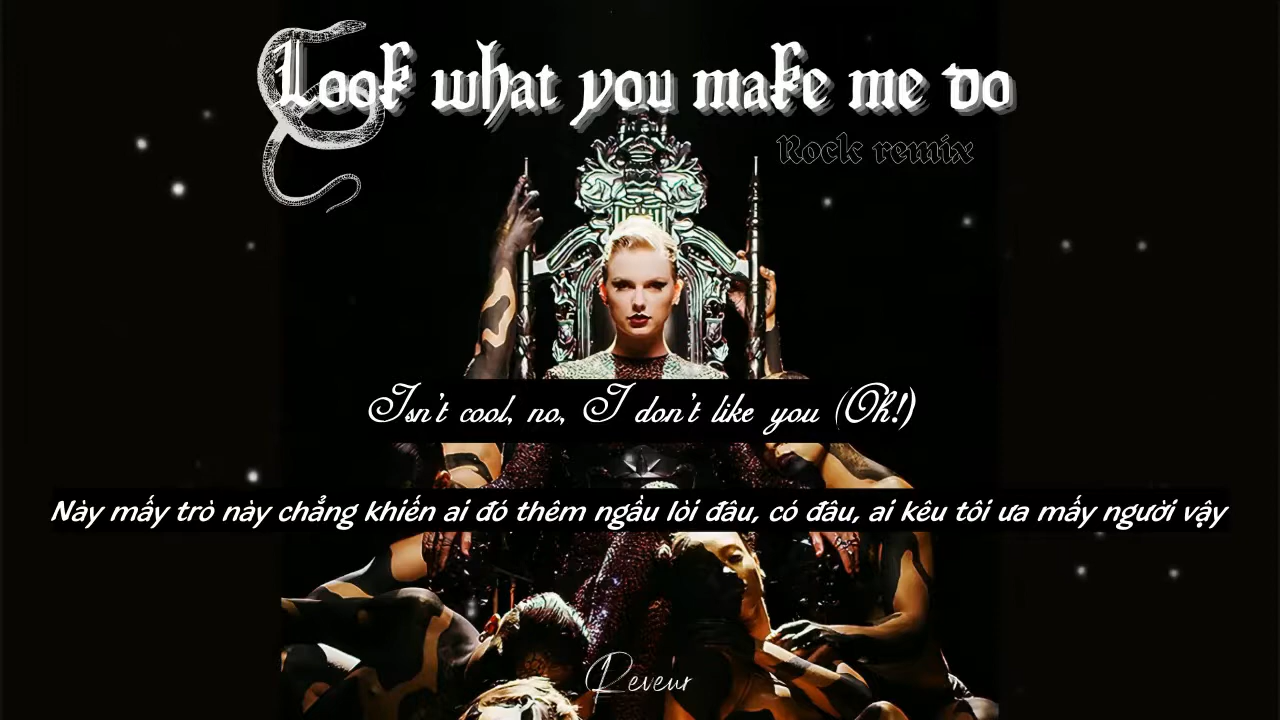 Look what you make me do
Rock remix
Isn't cool, no, I don't like you (Oh!)
Này mấy trò này chẳng khiến ai đó thêm ngầu lòi đâu, có đâu, ai kêu tôi ưa mấy người vậy
Reveur